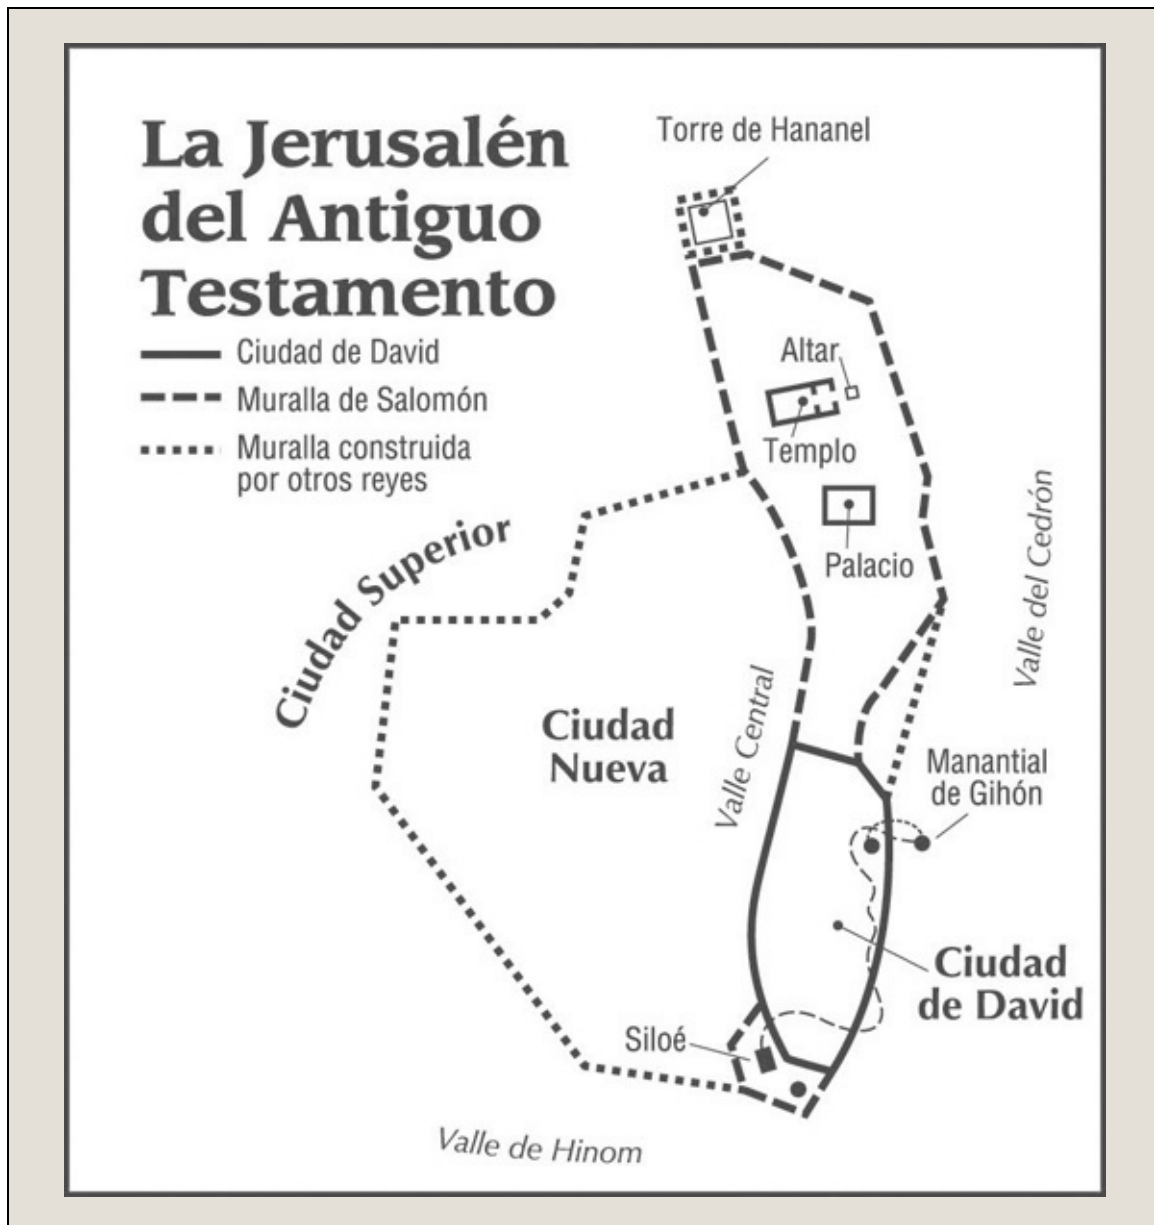 La Jerusalén
del Antiguo
Testamento
Ciudad de David
Muralla de Salomón
Muralla construida
por otros reyes
Torre de Hananel
Altar
Templo
Palacio
Valle del Cedrón
Ciudad Superior
Ciudad
Nueva
Valle Central
Manantial
de Gihón
Ciudad
de David
Siloé
Valle de Hinom